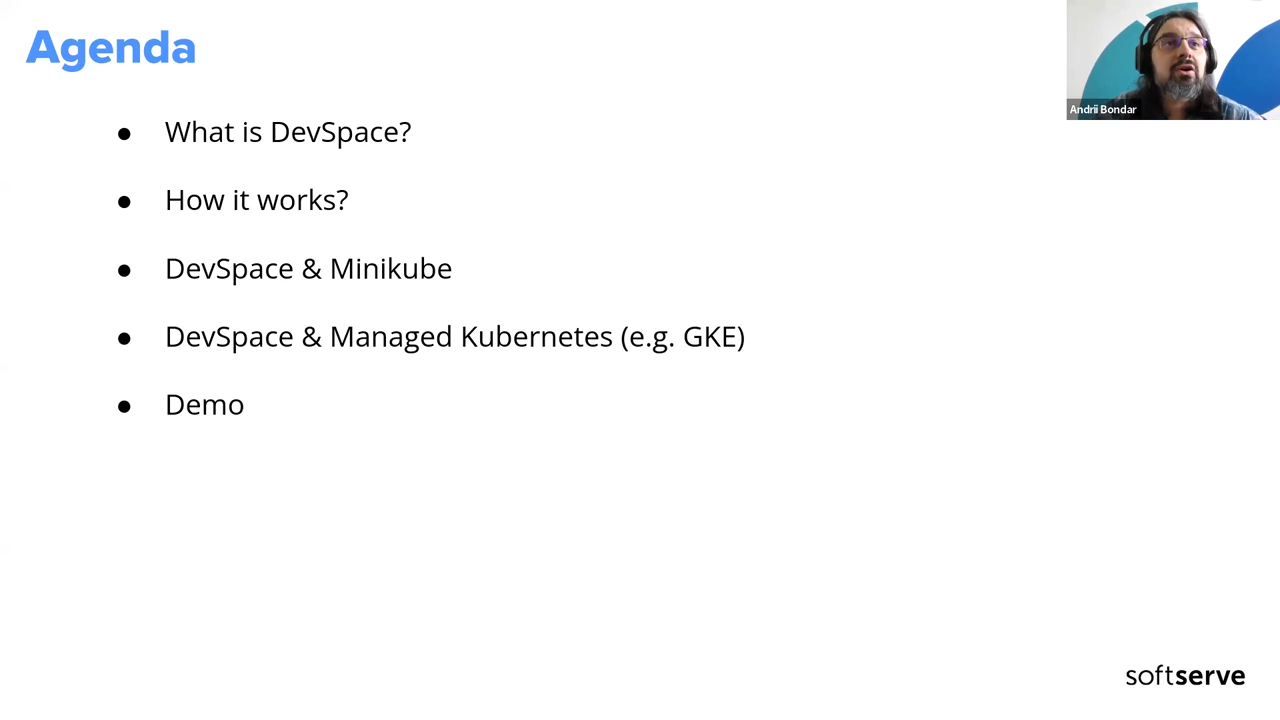 Agenda
Andrii Bondar
● What is DevSpace?
● How it works?
● DevSpace & Minikube
● DevSpace & Managed Kubernetes (e.g. GKE)
● Demo
softserve